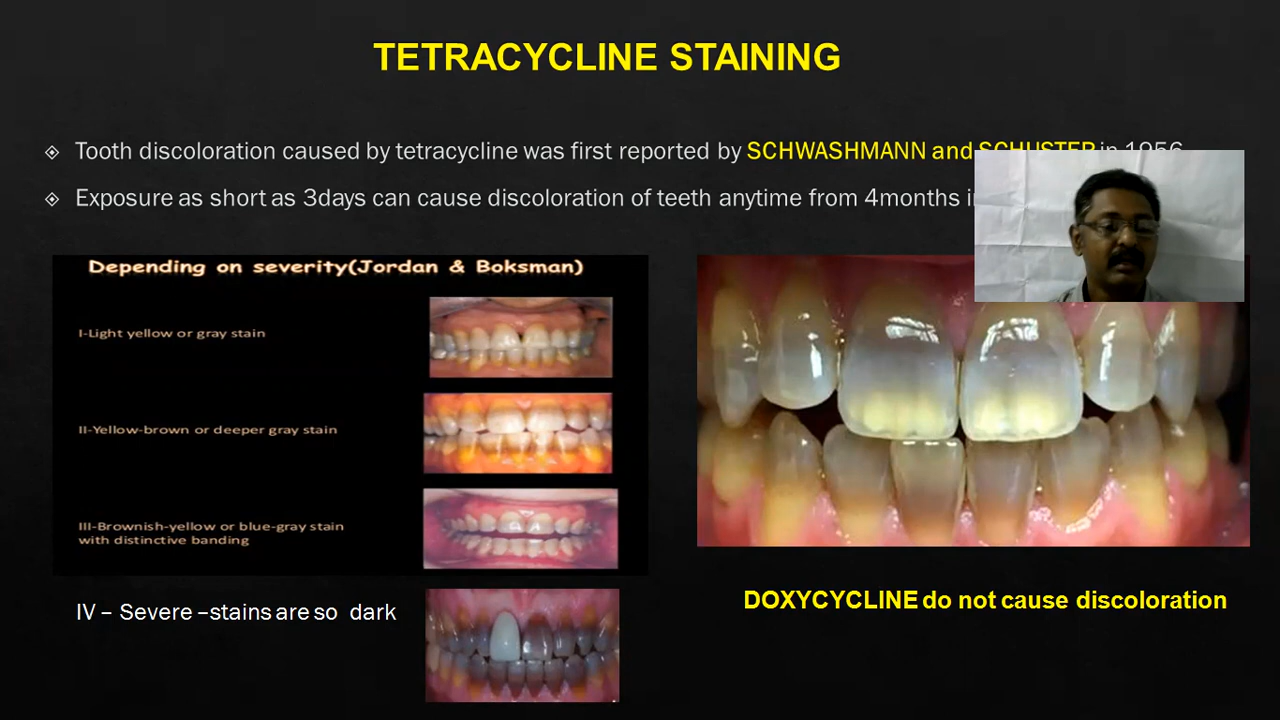 TETRACYCLINE STAINING
Tooth discoloration caused by tetracycline was first reported by SCHWASHMANN and SCHUSTER in 1956
Exposure as short as 3days can cause discoloration of teeth anytime from 4months
Depending on severity(Jordan & Boksman)
I-Light yellow or gray stain
II-Yellow-brown or deeper gray stain
III-Brownish-yellow or blue-gray stain
with distinctive banding
IV – Severe –stains are so dark
DOXYCYCLINE do not cause discoloration